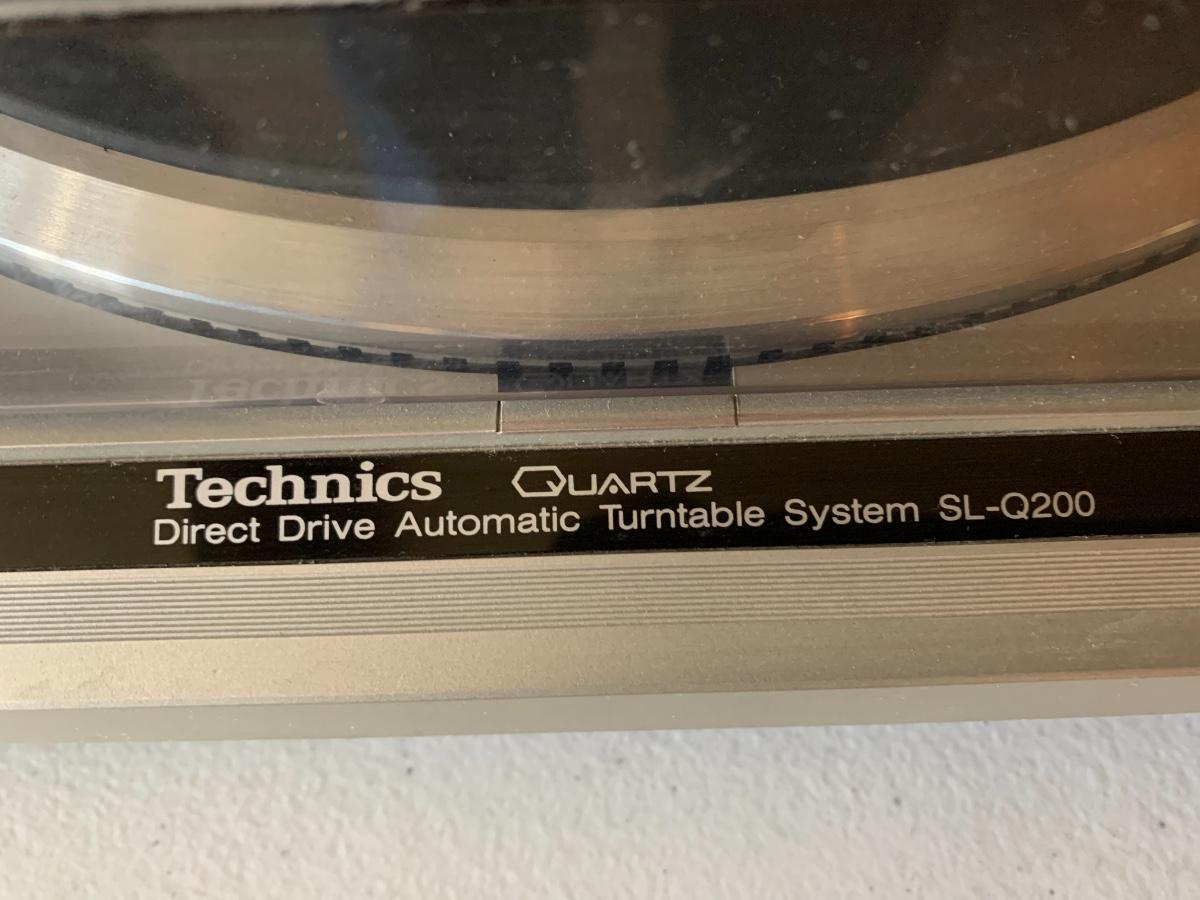 Technics QUARTZ
Direct Drive Automatic Turntable System SL-Q200